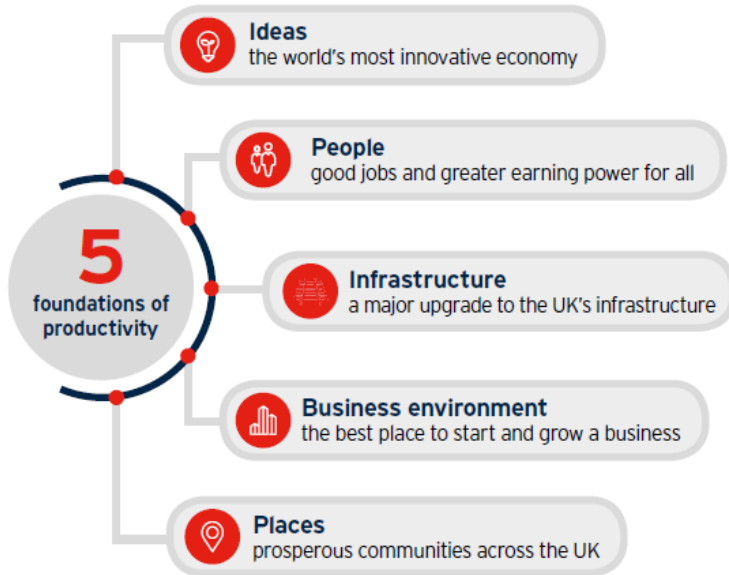 Ideas
the world's most innovative economy
People
good jobs and greater earning power for all
5
foundations of
productivity
Infrastructure
a major upgrade to the UK's infrastructure
Business environment
the best place to start and grow a business
Places
prosperous communities across the UK